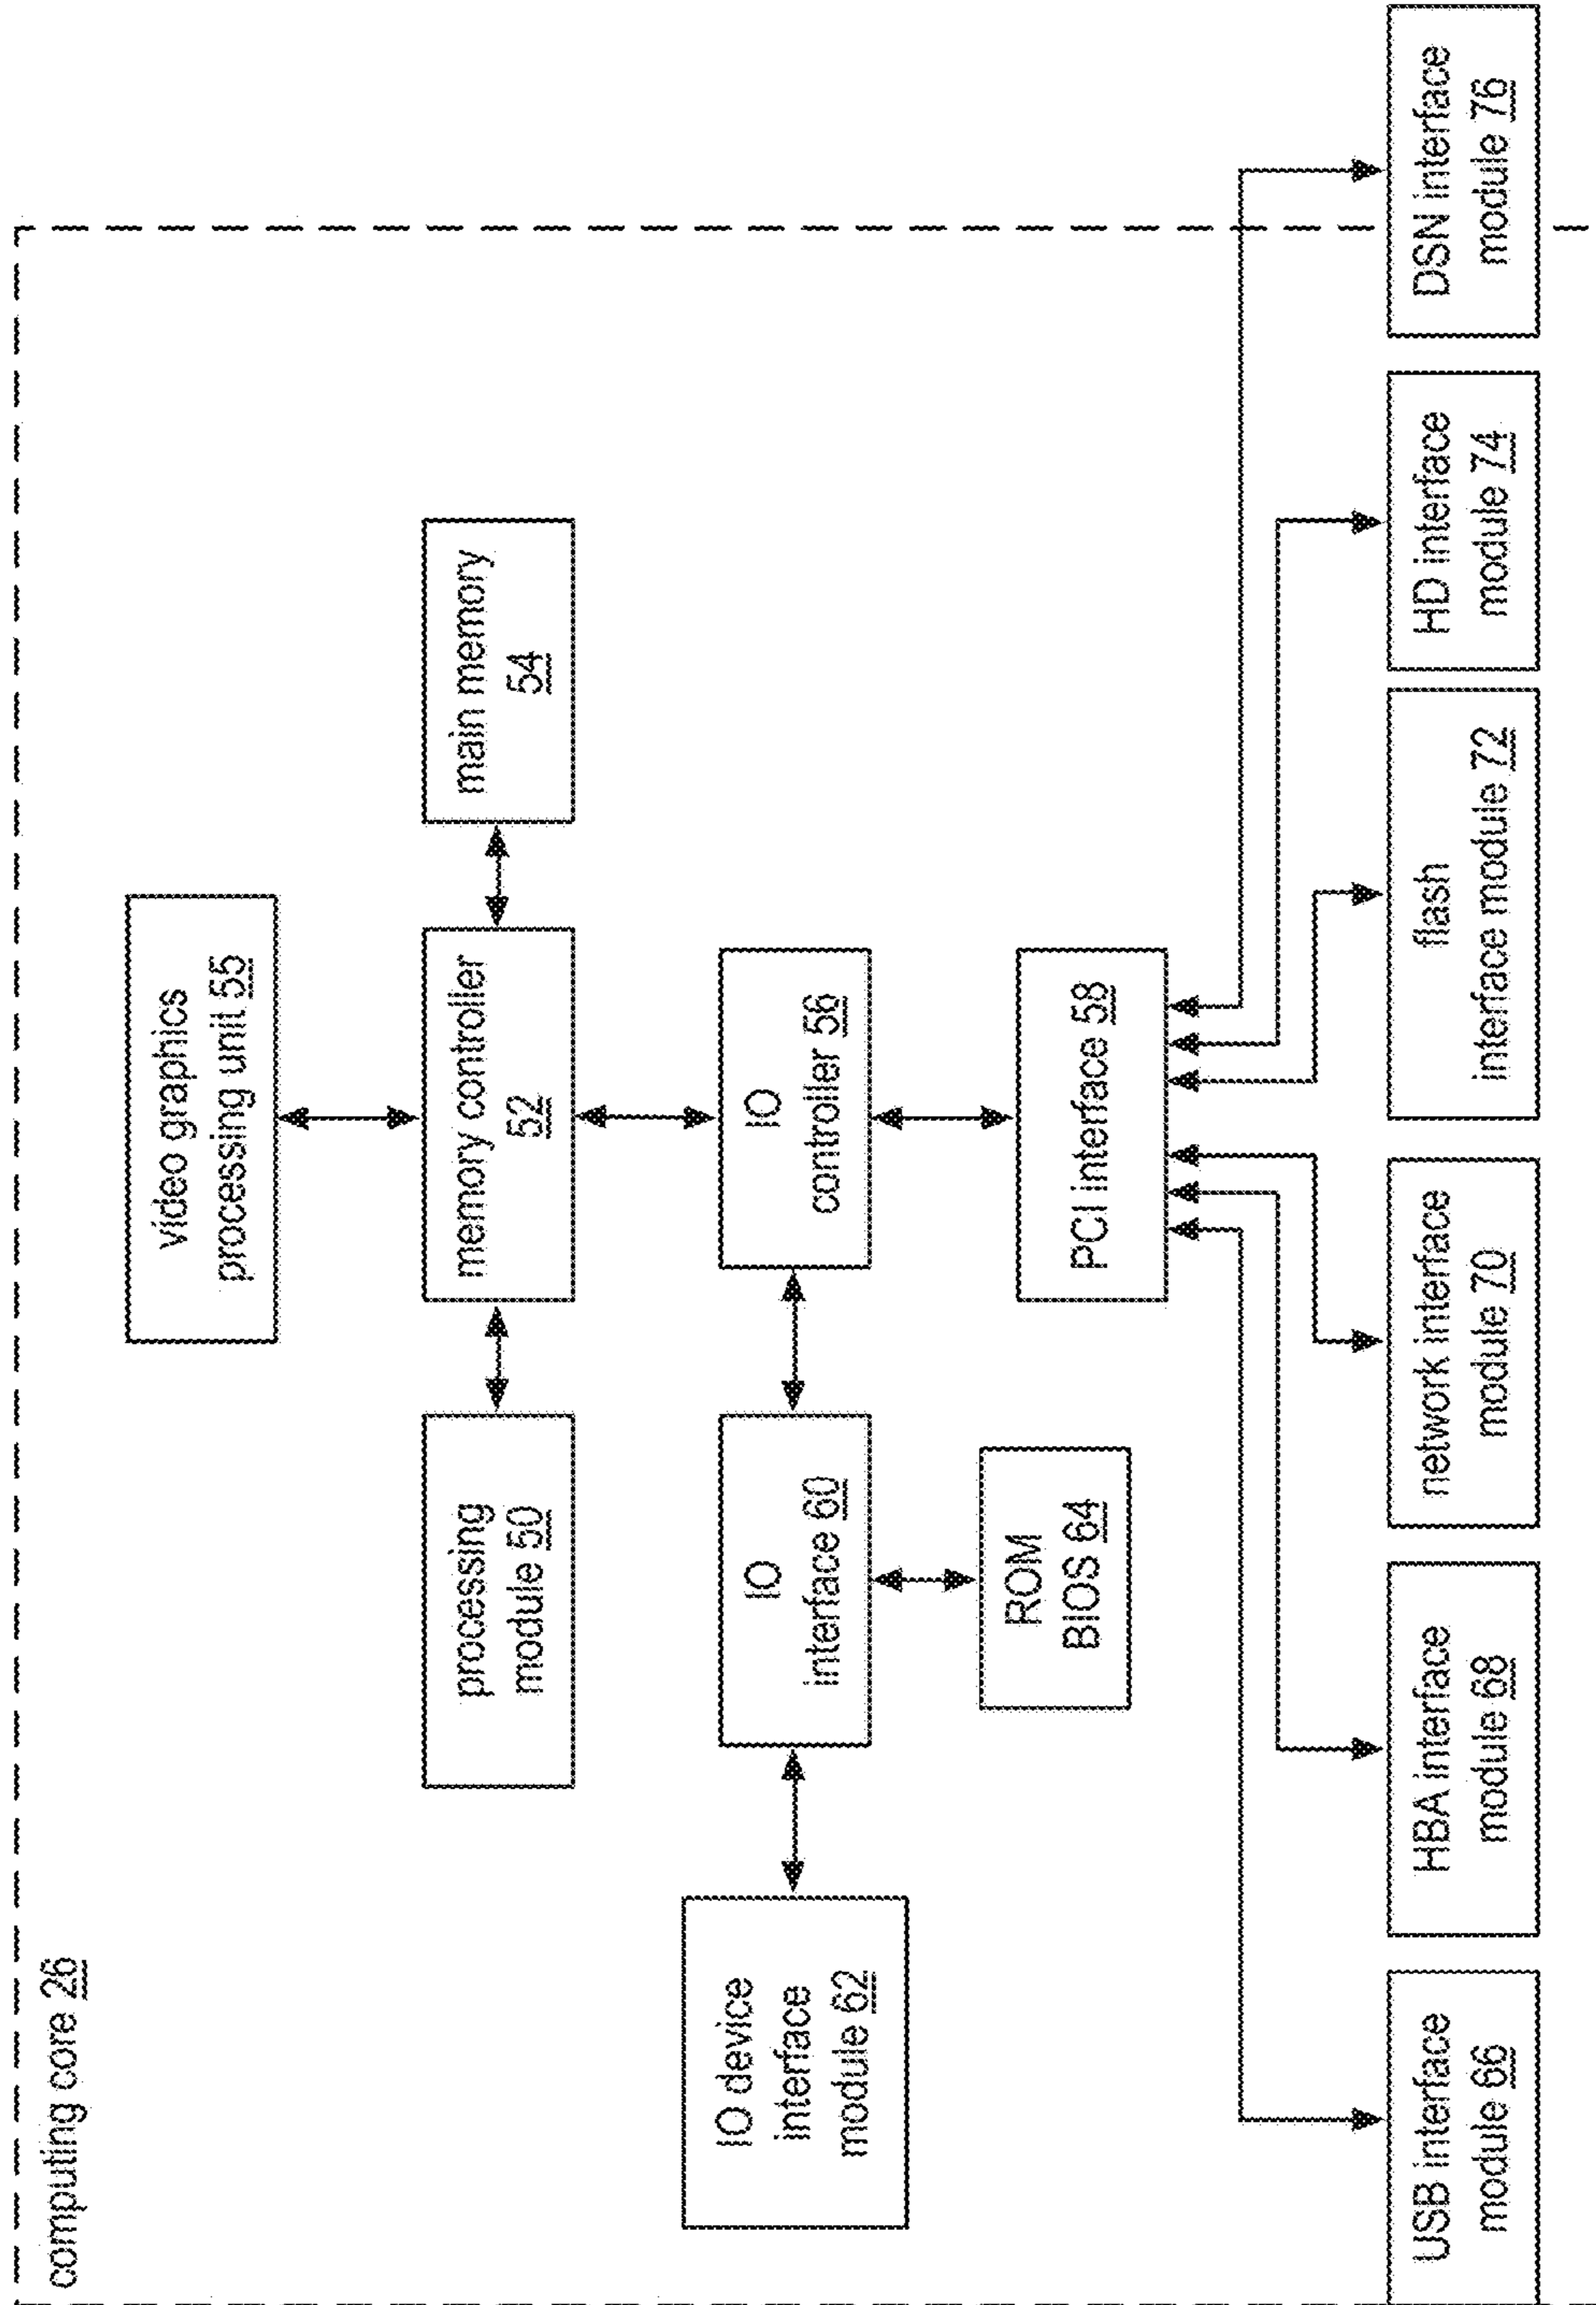 computing core 26
video graphics
processing unit 55
processing
module 50
memory controller
52
main memory
54
IO device
interface
module 62
IO
interface 60
IO
controller 56
ROM
BIOS 64
PCI interface 58
USB interface
module 66
HBA interface
module 68
network interface
module 70
flash
interface module 72
HD interface
module 74
DSN interface
module 76